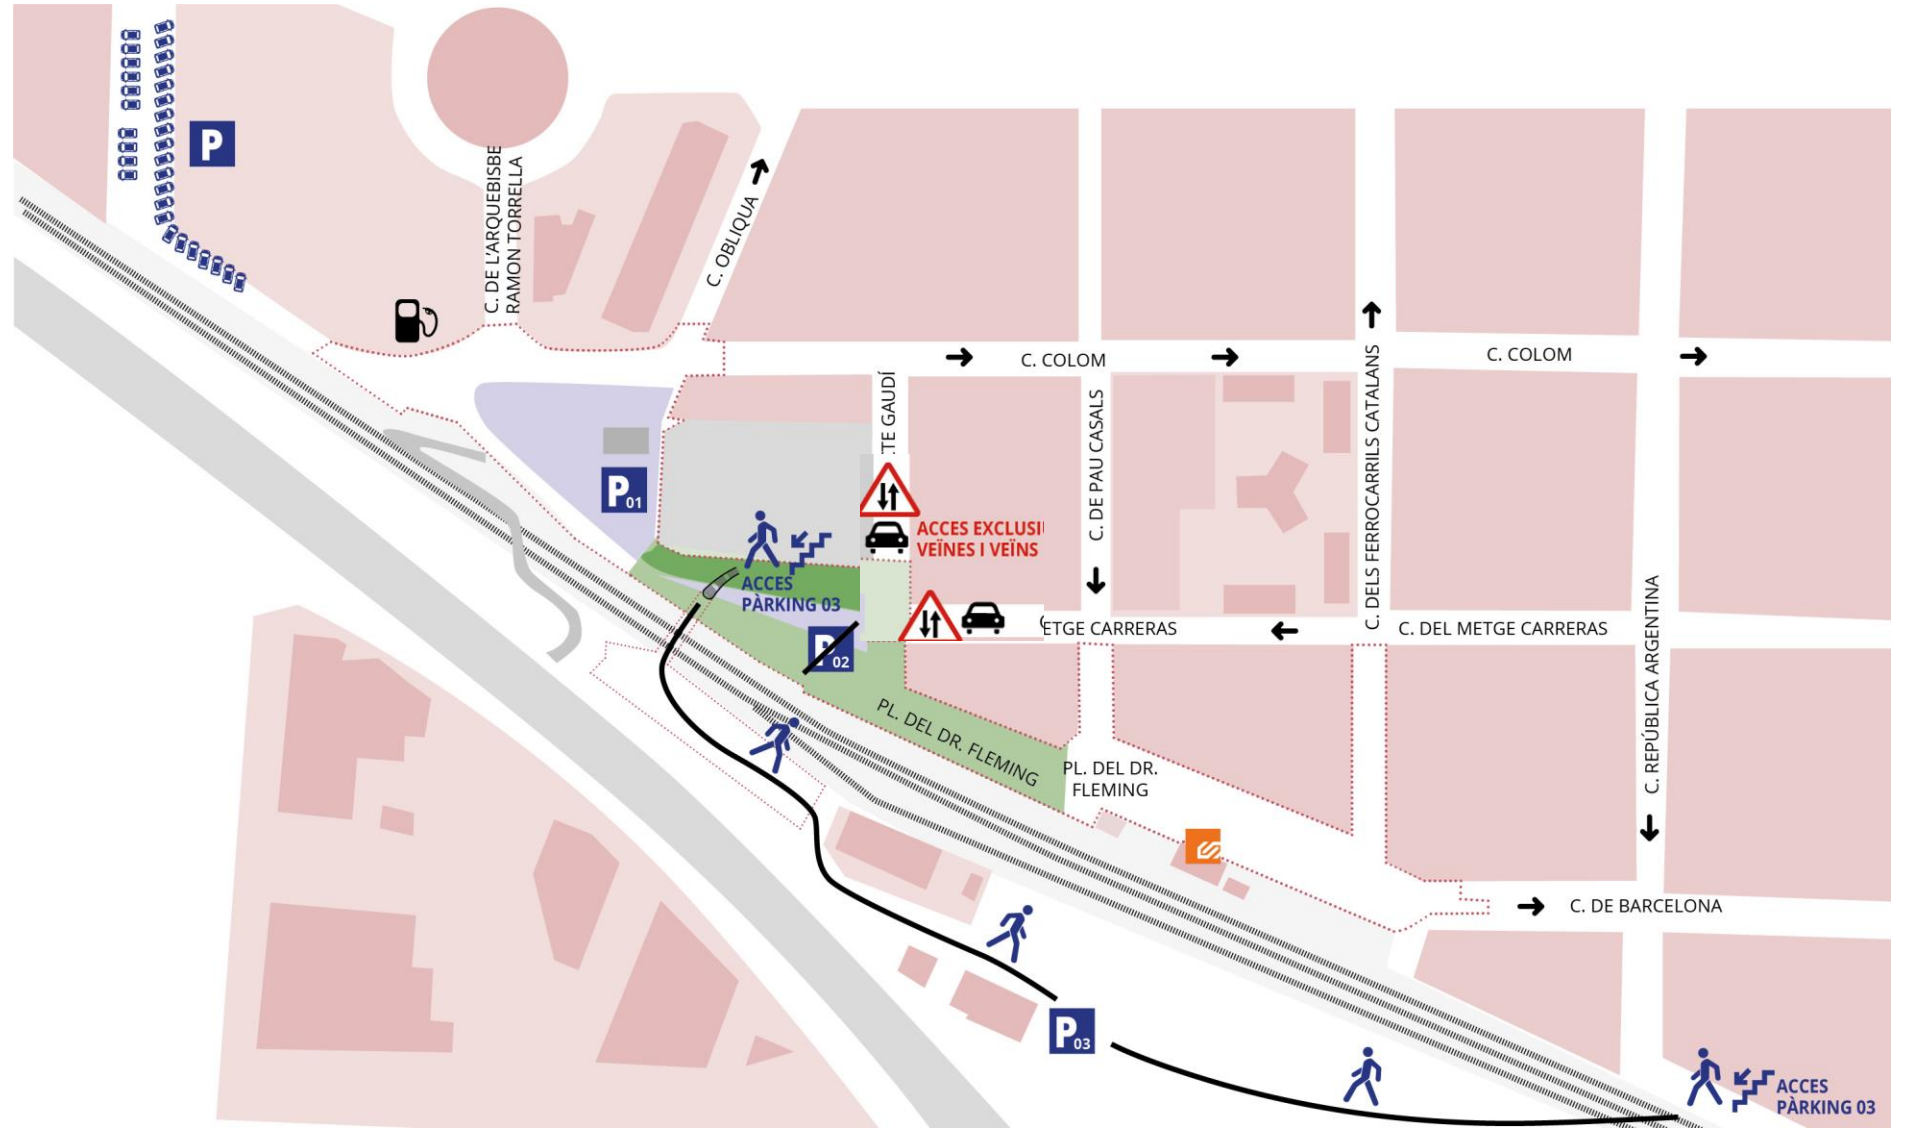 P
C. DE L'ARQUEBISBE
RAMON TORRELLA
C. OBLIQUA
C. COLOM
C. COLOM
TE GAUDÍ
C. DE PAU CASALS
C. DELS FERROCARRILS CATALANS
P01
ACCES EXCLUSI
VEÏNES I VEÏNS
ACCES
PÀRKING 03
P02
ETGE CARRERAS
C. DEL METGE CARRERAS
C. REPÚBLICA ARGENTINA
PL. DEL DR. FLEMING
PL. DEL DR.
FLEMING
C. DE BARCELONA
P03
ACCES
PÀRKING 03